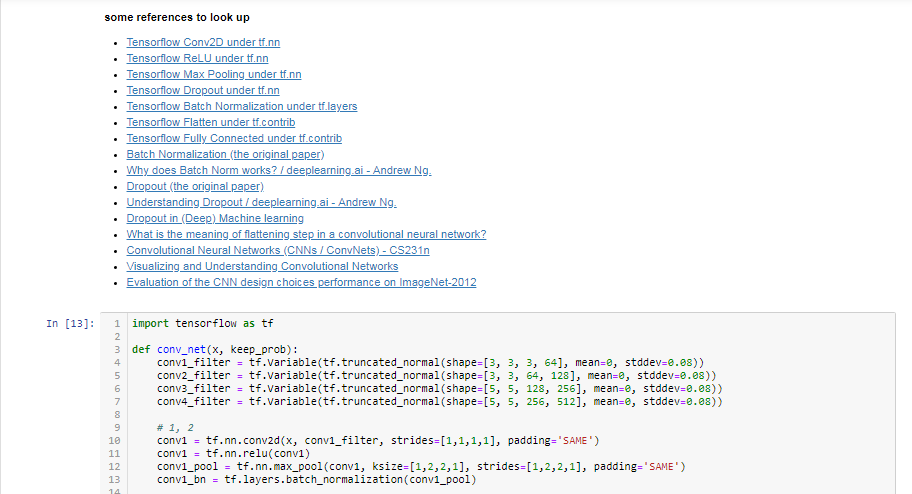 some references to look up
Tensorflow Conv2D under tf.nn
Tensorflow ReLU under tf.nn
Tensorflow Max Pooling under tf.nn
Tensorflow Dropout under tf.nn
Tensorflow Batch Normalization under tf.layers
Tensorflow Flatten under tf.contrib
Tensorflow Fully Connected under tf.contrib
Batch Normalization (the original paper)
Why does Batch Norm works? / deeplearning.ai - Andrew Ng.
Dropout (the original paper)
Understanding Dropout / deeplearning.ai - Andrew Ng.
Dropout in (Deep) Machine learning
What is the meaning of flattening step in a convolutional neural network?
Convolutional Neural Networks (CNNs / ConvNets) - CS231n
Visualizing and Understanding Convolutional Networks
Evaluation of the CNN design choices performance on ImageNet-2012
In [13]: 1 import tensorflow as tf
2
3 def conv_net(x, keep_prob):
4     conv1_filter = tf.Variable(tf.truncated_normal(shape=[3, 3, 3, 64], mean=0, stddev=0.08))
5     conv2_filter = tf.Variable(tf.truncated_normal(shape=[3, 3, 64, 128], mean=0, stddev=0.08))
6     conv3_filter = tf.Variable(tf.truncated_normal(shape=[5, 5, 128, 256], mean=0, stddev=0.08))
7     conv4_filter = tf.Variable(tf.truncated_normal(shape=[5, 5, 256, 512], mean=0, stddev=0.08))
8
9     # 1, 2
10     conv1 = tf.nn.conv2d(x, conv1_filter, strides=[1,1,1,1], padding='SAME')
11     conv1 = tf.nn.relu(conv1)
12     conv1_pool = tf.nn.max_pool(conv1, ksize=[1,2,2,1], strides=[1,2,2,1], padding='SAME')
13     conv1_bn = tf.layers.batch_normalization(conv1_pool)
14